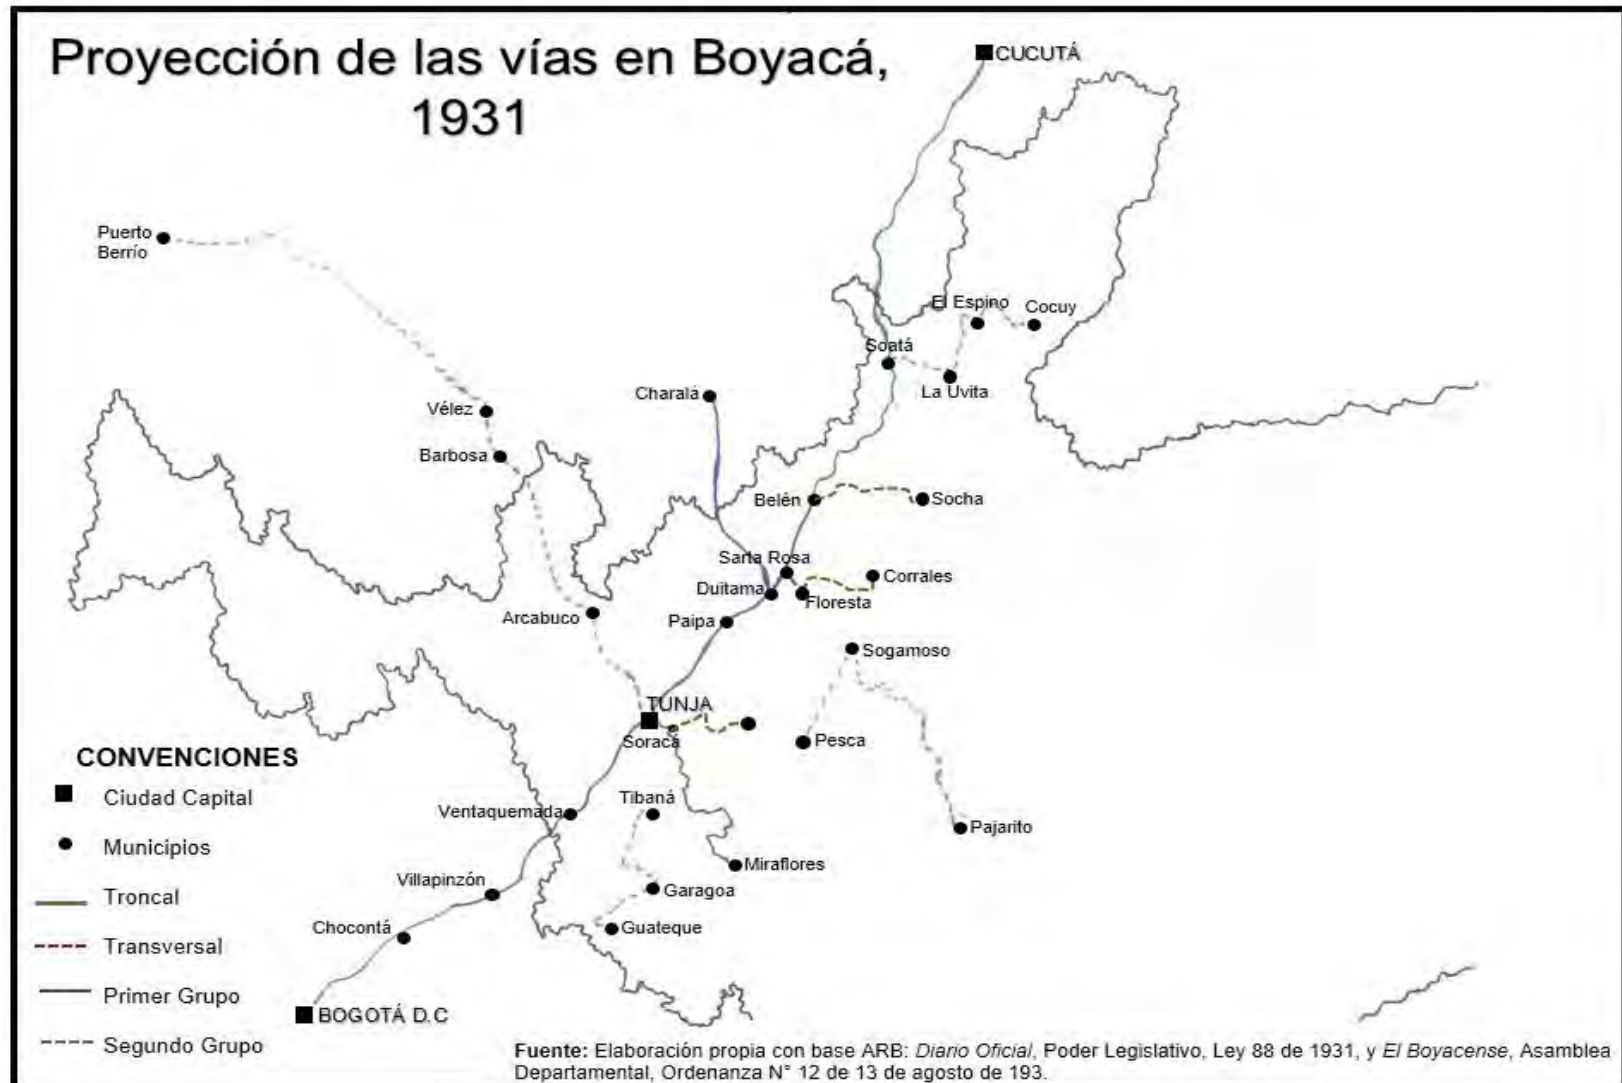 Proyección de las vías en Boyacá,
1931
CUCUTÁ
Puerto
Berrío
El Espino
Cocuy
Soatá
La Uvita
Charalá
Vélez
Barbosa
Belén
Socha
Santa Rosa
Duitama
Corrales
Floresta
Arcabuco
Paipa
Sogamoso
TUNJA
Soracá
Pesca
CONVENCIONES
Ciudad Capital
Municipios
Troncal
Transversal
Primer Grupo
Segundo Grupo
Ventaquemada
Tibaná
Pajarito
Miraflores
Villapinzón
Garagoa
Chocontá
Guateque
BOGOTÁ D.C
Fuente: Elaboración propia con base ARB: Diario Oficial, Poder Legislativo, Ley 88 de 1931, y El Boyacense, Asamblea
Departamental, Ordenanza N° 12 de 13 de agosto de 193.